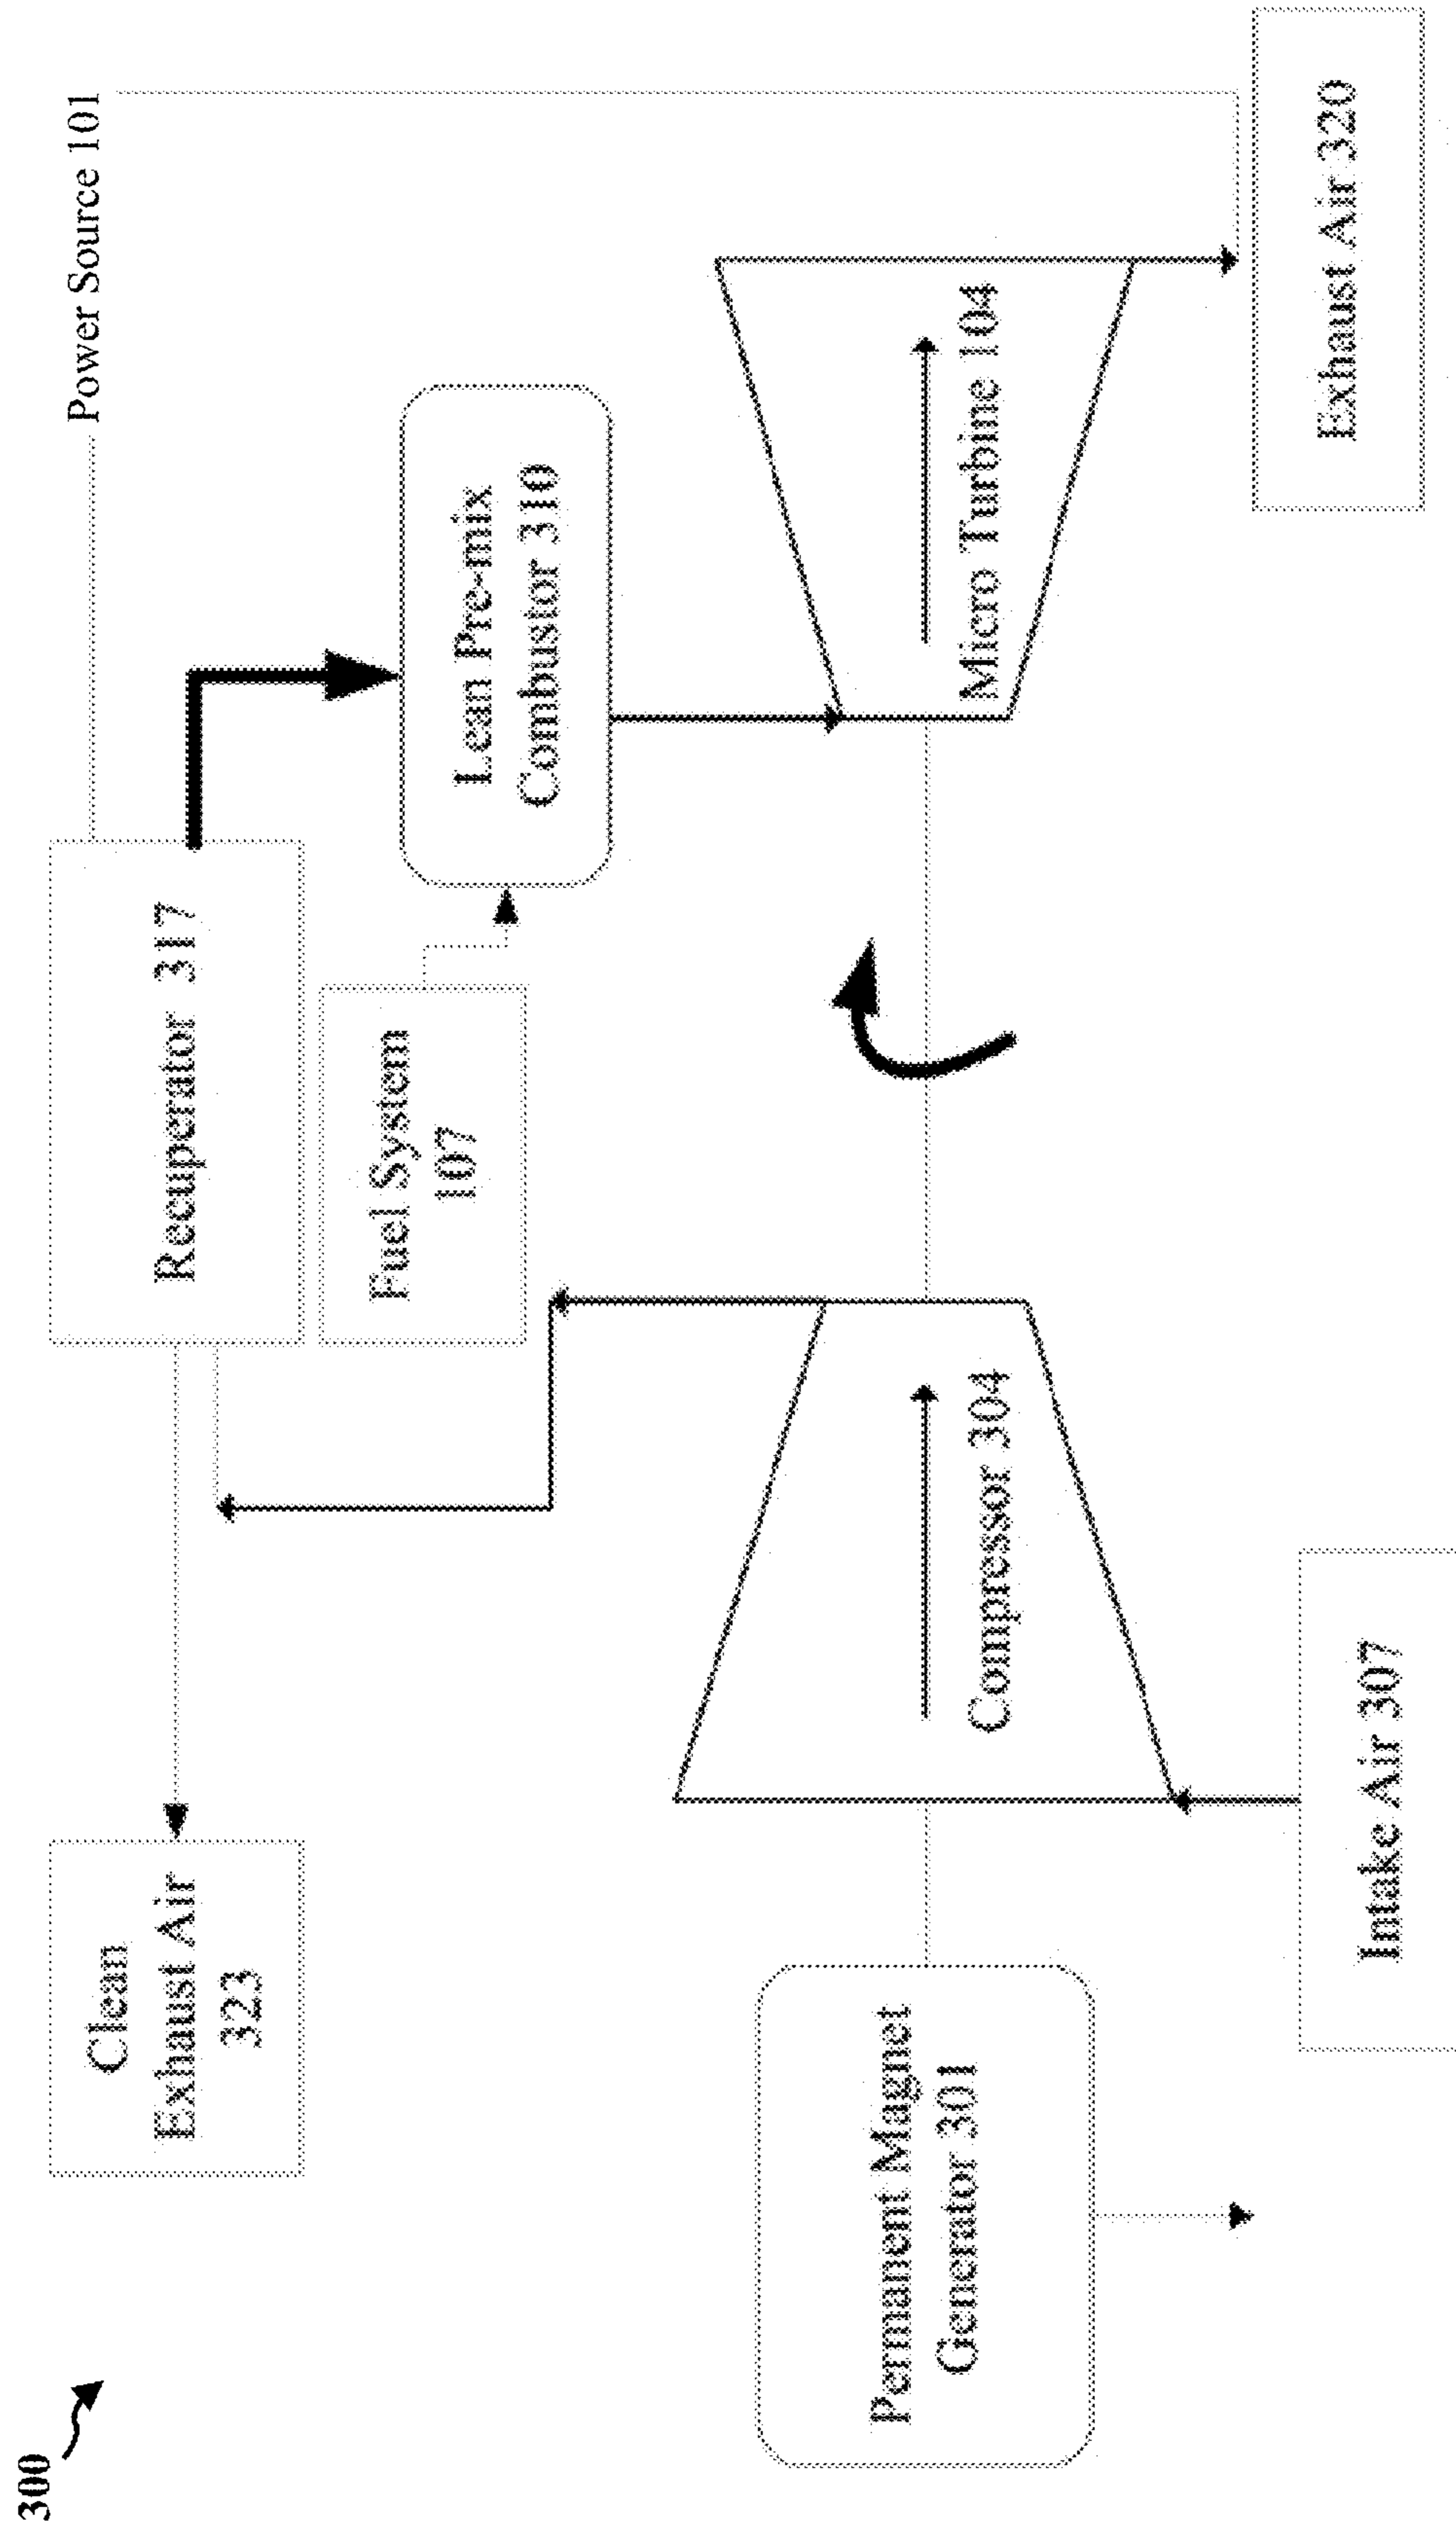 300
Clean
Exhaust Air
323
Recuperator 317
Power Source 101
Fuel System
107
Lean Pre-mix
Combustor 310
Permanent Magnet
Generator 301
Compressor 304
Micro Turbine 104
Intake Air 307
Exhaust Air 320